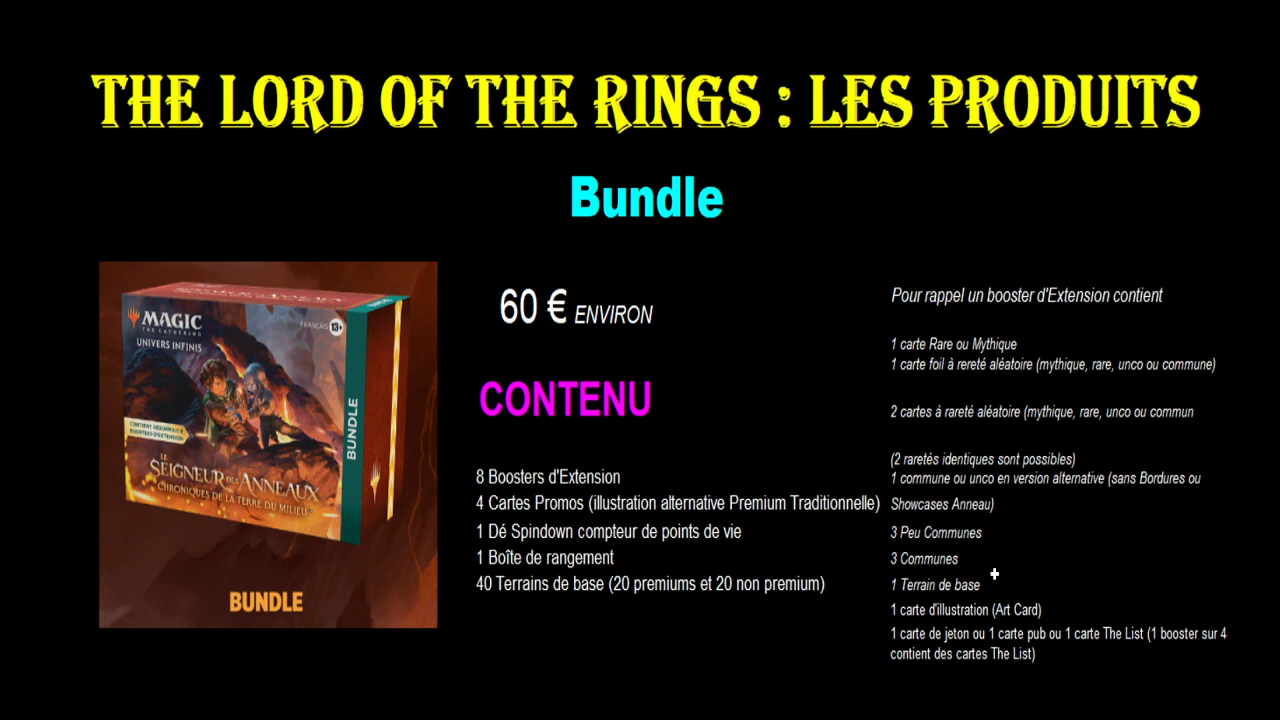 THE LORD OF THE RINGS : LES PRODUITS
Bundle
MAGIC
THE GATHERING
UNIVERS INFINIS
FRANÇAIS 13+
BUNDLE
CONTIENT DÉSORMAIS 8
BOOSTERS D'EXTENSION
LE
SEIGNEUR DES ANNEAUX
CHRONIQUES DE LA TERRE DU MILIEU
BUNDLE
60 € ENVIRON
CONTENU
8 Boosters d'Extension
4 Cartes Promos (illustration alternative Premium Traditionnelle)
1 Dé Spindown compteur de points de vie
1 Boîte de rangement
40 Terrains de base (20 premiums et 20 non premium)
Pour rappel un booster d'Extension contient
1 carte Rare ou Mythique
1 carte foil à rereté aléatoire (mythique, rare, unco ou commune)
2 cartes à rareté aléatoire (mythique, rare, unco ou commun
(2 raretés identiques sont possibles)
1 commune ou unco en version alternative (sans Bordures ou
Showcases Anneau)
3 Peu Communes
3 Communes
1 Terrain de base
1 carte d'illustration (Art Card)
1 carte de jeton ou 1 carte pub ou 1 carte The List (1 booster sur 4
contient des cartes The List)